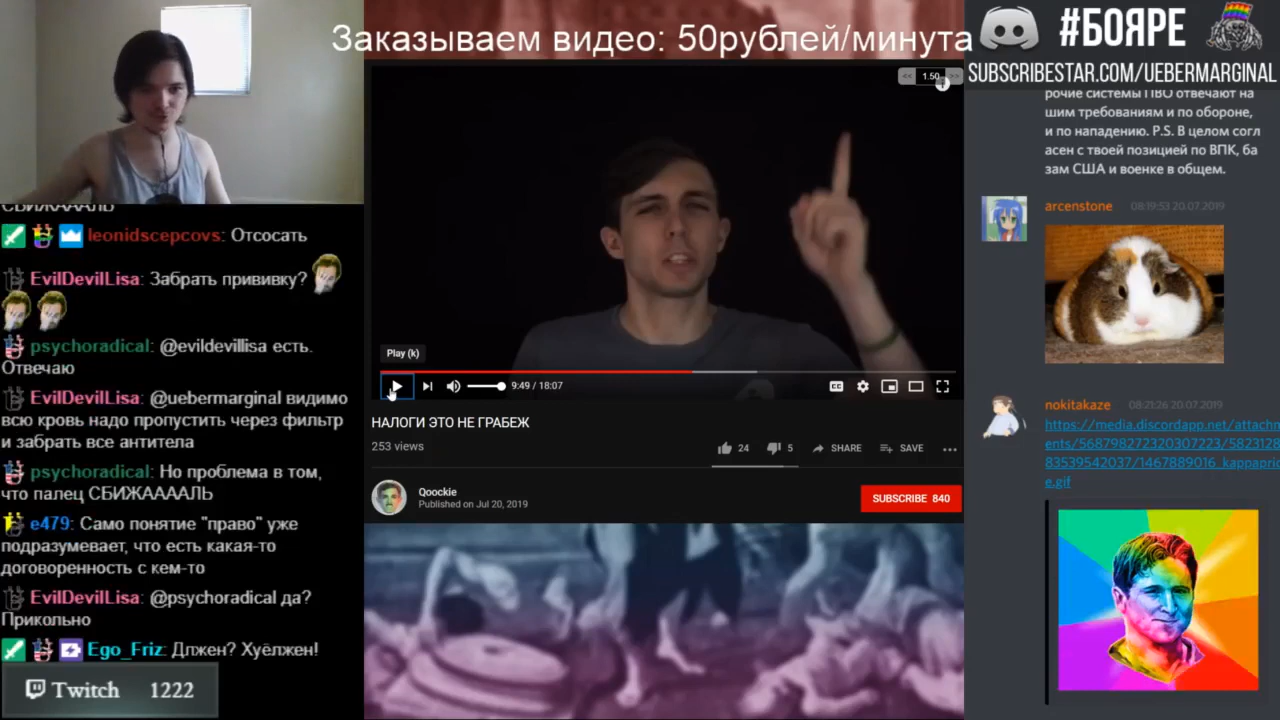 Заказываем видео: 50рублей/минута
#БОЯРЕ
SUBSCRIBESTAR.COM/UEBERMARGINAL
СБИЖАААЛЬ
leonidscepcovs: Отсосать
EvilDevilLisa: Забрать прививку?
psychoradical: @evildevillisa есть.
Отвечаю
EvilDevilLisa: @uebermarginal видимо
всю кровь надо пропустить через фильтр
и забрать все антитела
psychoradical: Но проблема в том,
что палец СБИЖААААЛЬ
e479: Само понятие "право" уже
подразумевает, что есть какая-то
договоренность с кем-то
EvilDevilLisa: @psychoradical да?
Прикольно
Ego_Friz: Длжен? Хуёлжен!
Twitch 1222
<< 1.50 >>
Play (k)
9:49 / 18:07
CC
НАЛОГИ ЭТО НЕ ГРАБЕЖ
253 views
24 5 SHARE SAVE
Qoockie
Published on Jul 20, 2019
SUBSCRIBE 840
рочие системы ПВО отвечают на
шим требованиям и по обороне,
и по нападению. P.S. В целом согл
асен с твоей позицией по ВПК, ба
зам США и военке в общем.
arcenstone 08:19:53 20.07.2019
nokitakaze 08:21:26 20.07.2019
https://media.discordapp.net/attachm
ents/568798272320307223/5823128
83539542037/1467889016_kappapric
e.gif